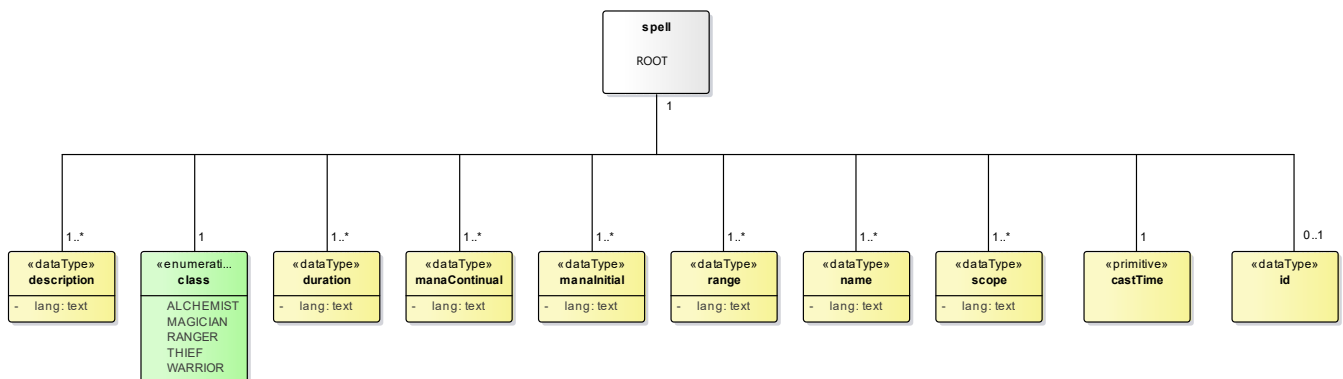 spell
ROOT
1
1..*
1
1..*
1..*
1..*
1..*
1..*
1..*
1
0..1
«dataType»
description
- lang: text
«enumerati...
class
ALCHEMIST
MAGICIAN
RANGER
THIEF
WARRIOR
«dataType»
duration
- lang: text
«dataType»
manaContinual
- lang: text
«dataType»
manaInitial
- lang: text
«dataType»
range
- lang: text
«dataType»
name
- lang: text
«dataType»
scope
- lang: text
«primitive»
castTime
«dataType»
id